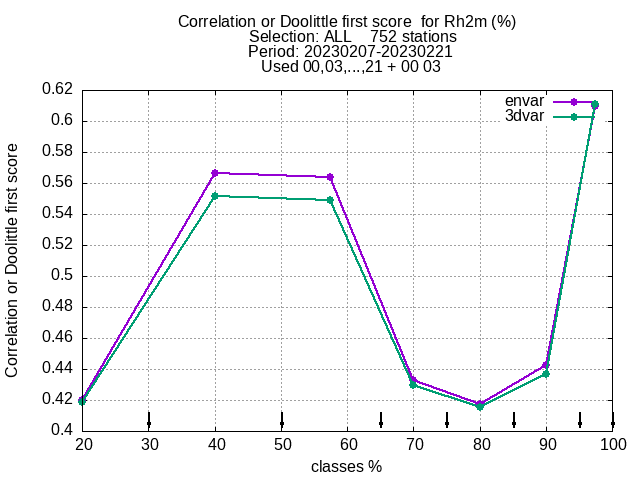 Correlation or Doolittle first score  for Rh2m (%)
Selection: ALL    752 stations
Period: 20230207-20230221
Used 00,03,...,21 + 00 03
envar
3dvar
0.62
0.6
0.58
0.56
0.54
0.52
0.5
0.48
0.46
0.44
0.42
0.4
Correlation or Doolittle first score
20 30 40 50 60 70 80 90 100
classes %